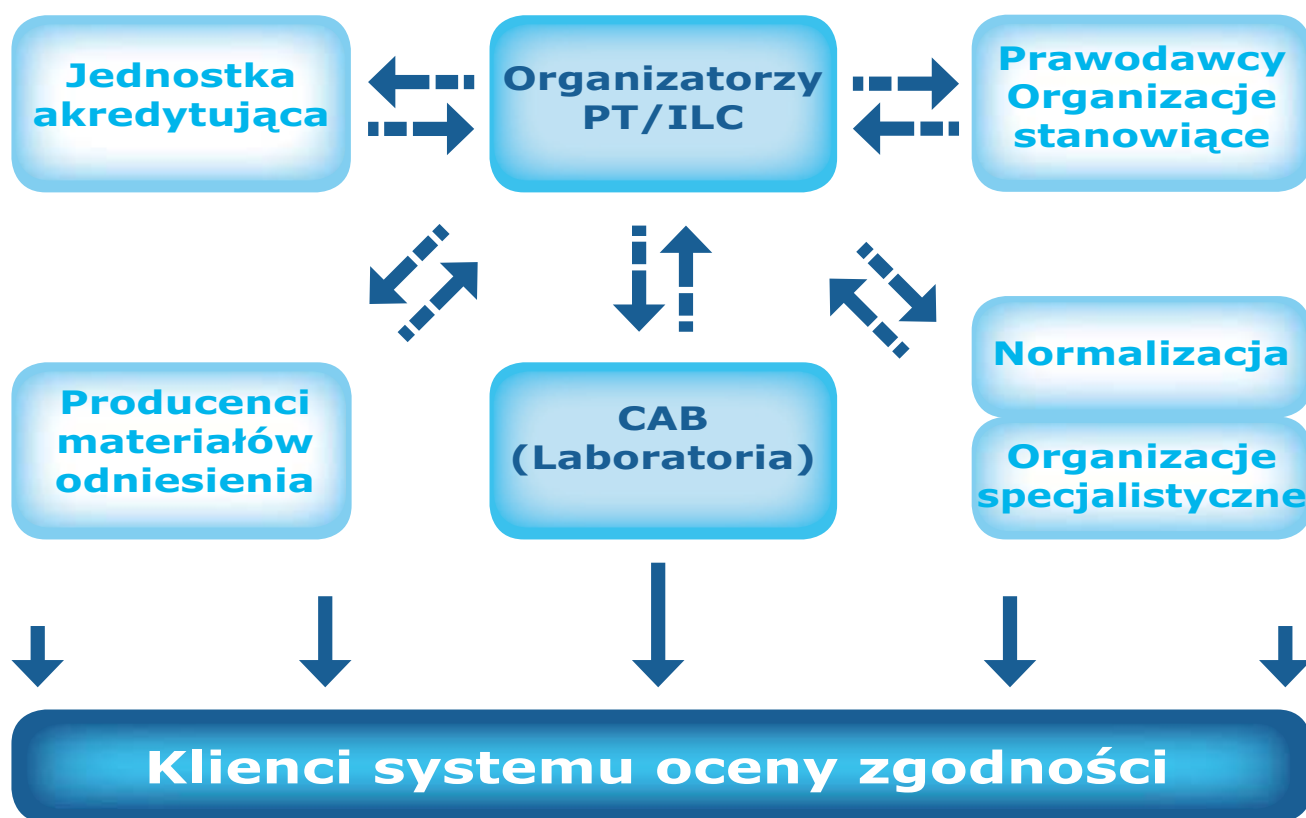 Jednostka
akredytująca
Organizatorzy
PT/ILC
Prawodawcy
Organizacje
stanowiące
Producenci
materiałów
odniesienia
CAB
(Laboratoria)
Normalizacja
Organizacje
specjalistyczne
Klienci systemu oceny zgodności